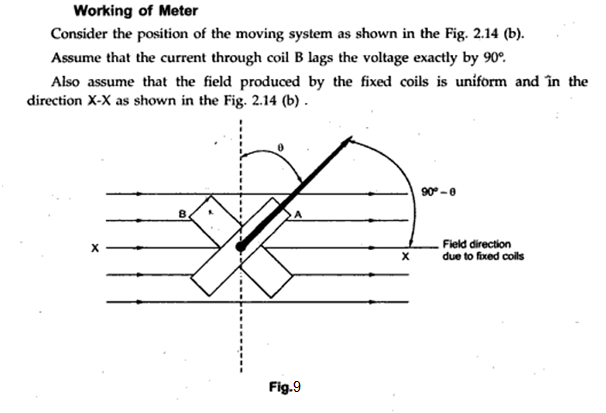 Working of Meter
Consider the position of the moving system as shown in the Fig. 2.14 (b).
Assume that the current through coil B lags the voltage exactly by 90°.
Also assume that the field produced by the fixed coils is uniform and in the
direction X-X as shown in the Fig. 2.14 (b) .
θ
90° - θ
B
A
X
X
Field direction
due to fixed coils
Fig.9